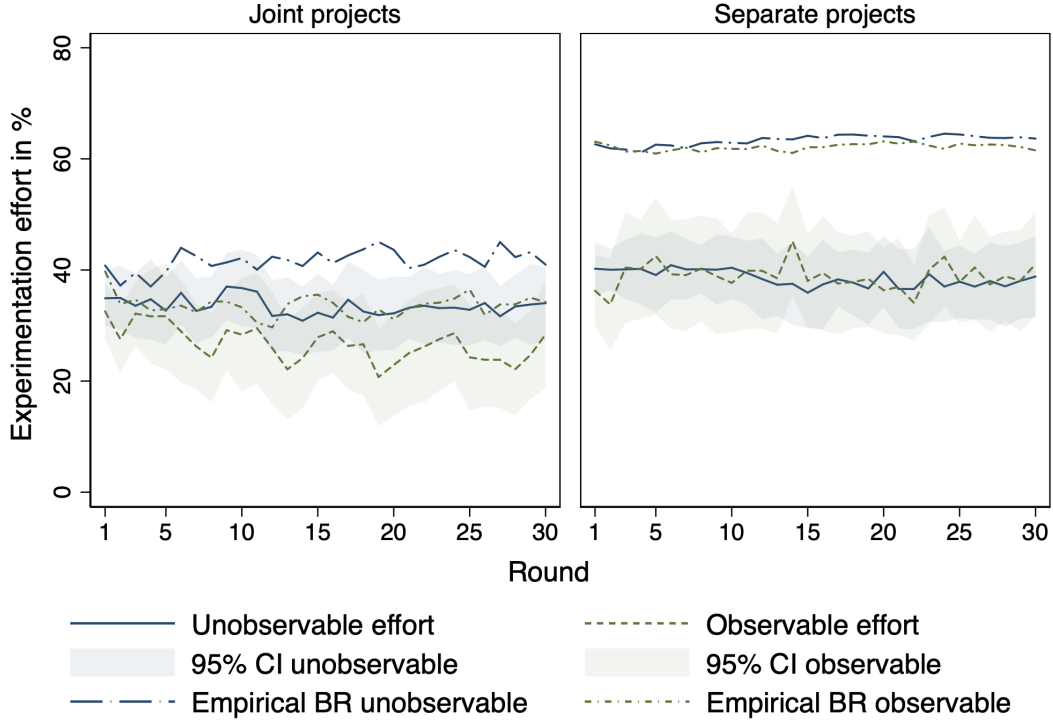 Joint projects
Separate projects
Experimentation effort in %
80
60
40
20
0
1 5 10 15 20 25 30
1 5 10 15 20 25 30
Round
Unobservable effort
Observable effort
95% CI unobservable
95% CI observable
Empirical BR unobservable
Empirical BR observable